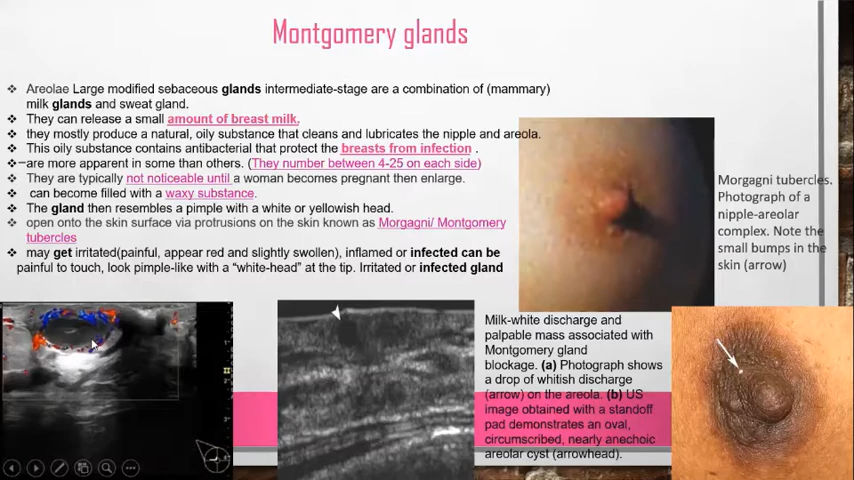 Montgomery glands
❖ Areolae Large modified sebaceous glands intermediate-stage are a combination of (mammary)
milk glands and sweat gland.
❖ They can release a small amount of breast milk.
❖ they mostly produce a natural, oily substance that cleans and lubricates the nipple and areola.
❖ This oily substance contains antibacterial that protect the breasts from infection .
❖ –are more apparent in some than others. (They number between 4-25 on each side)
❖ They are typically not noticeable until a woman becomes pregnant then enlarge.
❖ can become filled with a waxy substance.
❖ The gland then resembles a pimple with a white or yellowish head.
❖ open onto the skin surface via protrusions on the skin known as Morgagni/ Montgomery
tubercles
❖ may get irritated(painful, appear red and slightly swollen), inflamed or infected can be
painful to touch, look pimple-like with a “white-head” at the tip. Irritated or infected gland
Morgagni tubercles.
Photograph of a
nipple-areolar
complex. Note the
small bumps in the
skin (arrow)
Milk-white discharge and
palpable mass associated with
Montgomery gland
blockage. (a) Photograph shows
a drop of whitish discharge
(arrow) on the areola. (b) US
image obtained with a standoff
pad demonstrates an oval,
circumscribed, nearly anechoic
areolar cyst (arrowhead).